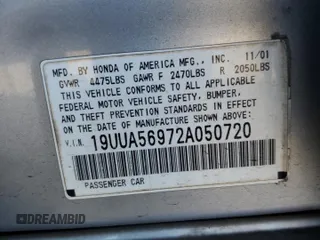 MFD. BY HONDA OF AMERICA MFG., INC. 11/01
GVWR 4475LBS GAWR F 2470LBS R 2050LBS
THIS VEHICLE CONFORMS TO ALL APPLICABLE
FEDERAL MOTOR VEHICLE SAFETY, BUMPER,
AND THEFT PREVENTION STANDARDS IN EFFECT
ON THE DATE OF MANUFACTURE SHOWN ABOVE.
V.I.N. 19UUA56972A050720
PASSENGER CAR
DREAMBID